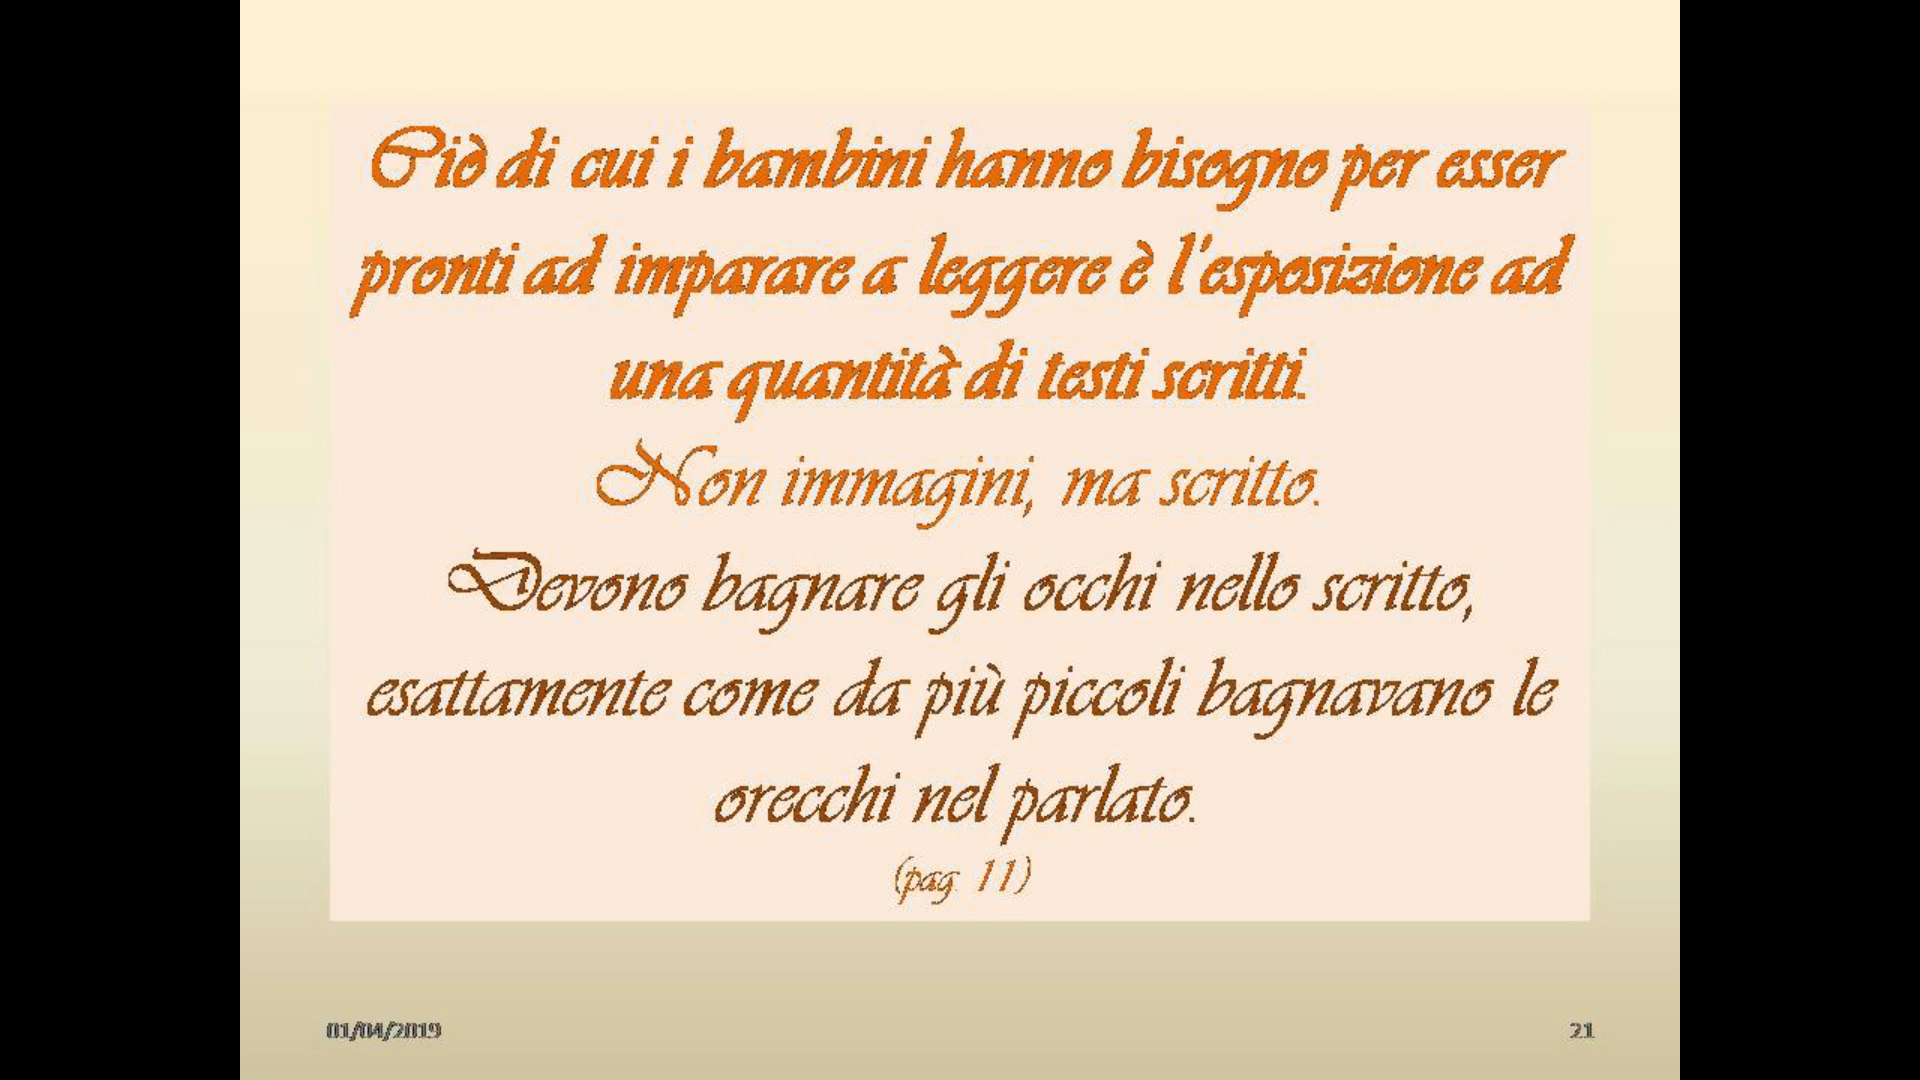 Ciò di cui i bambini hanno bisogno per esser
pronti ad imparare a leggere è l'esposizione ad
una quantità di testi scritti.
Non immagini, ma scritto.
Devono bagnare gli occhi nello scritto,
esattamente come da più piccoli bagnavano le
orecchi nel parlato.
(pag. 11)
01/04/2019
21